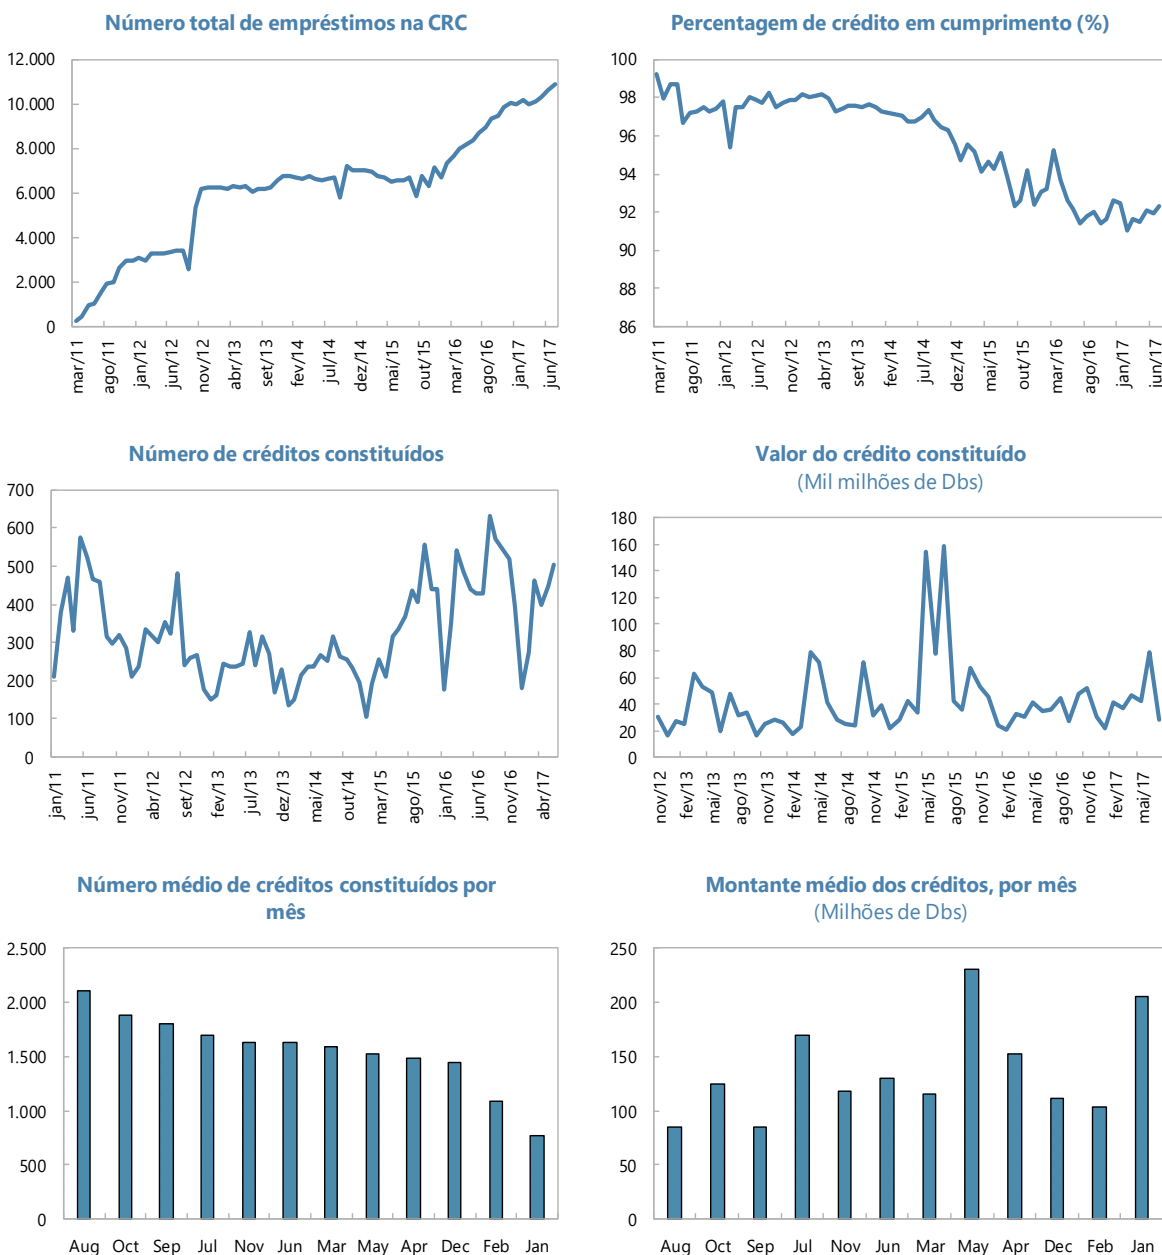 Número total de empréstimos na CRC
12.000
10.000
8.000
6.000
4.000
2.000
0
mar/11
ago/11
jan/12
jun/12
nov/12
abr/13
set/13
fev/14
jul/14
dez/14
mai/15
out/15
mar/16
ago/16
jan/17
jun/17
Percentagem de crédito em cumprimento (%)
100
98
96
94
92
90
88
86
mar/11
ago/11
jan/12
jun/12
nov/12
abr/13
set/13
fev/14
jul/14
dez/14
mai/15
out/15
mar/16
ago/16
jan/17
jun/17
Número de créditos constituídos
700
600
500
400
300
200
100
0
jan/11
jun/11
nov/11
abr/12
set/12
fev/13
jul/13
dez/13
mai/14
out/14
mar/15
ago/15
jan/16
jun/16
nov/16
abr/17
Valor do crédito constituído
(Mil milhões de Dbs)
180
160
140
120
100
80
60
40
20
0
nov/12
fev/13
mai/13
ago/13
nov/13
fev/14
mai/14
ago/14
nov/14
fev/15
mai/15
ago/15
nov/15
fev/16
mai/16
ago/16
nov/16
fev/17
mai/17
Número médio de créditos constituídos por
mês
2.500
2.000
1.500
1.000
500
0
Aug Oct Sep Jul Nov Jun Mar May Apr Dec Feb Jan
Montante médio dos créditos, por mês
(Milhões de Dbs)
250
200
150
100
50
0
Aug Oct Sep Jul Nov Jun Mar May Apr Dec Feb Jan